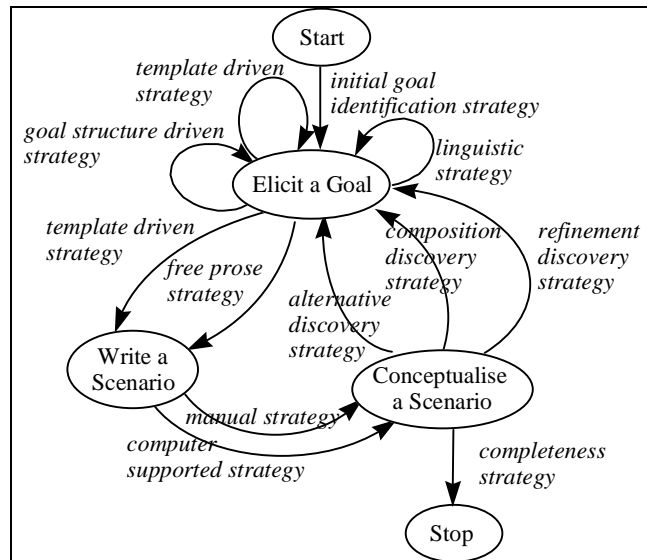 Start
template driven
strategy
initial goal
identification strategy
goal structure driven
strategy
linguistic
strategy
Elicit a Goal
template driven
strategy
free prose
strategy
composition
discovery
strategy
refinement
discovery
strategy
alternative
discovery
strategy
Write a
Scenario
Conceptualise
a Scenario
manual strategy
computer
supported strategy
completeness
strategy
Stop